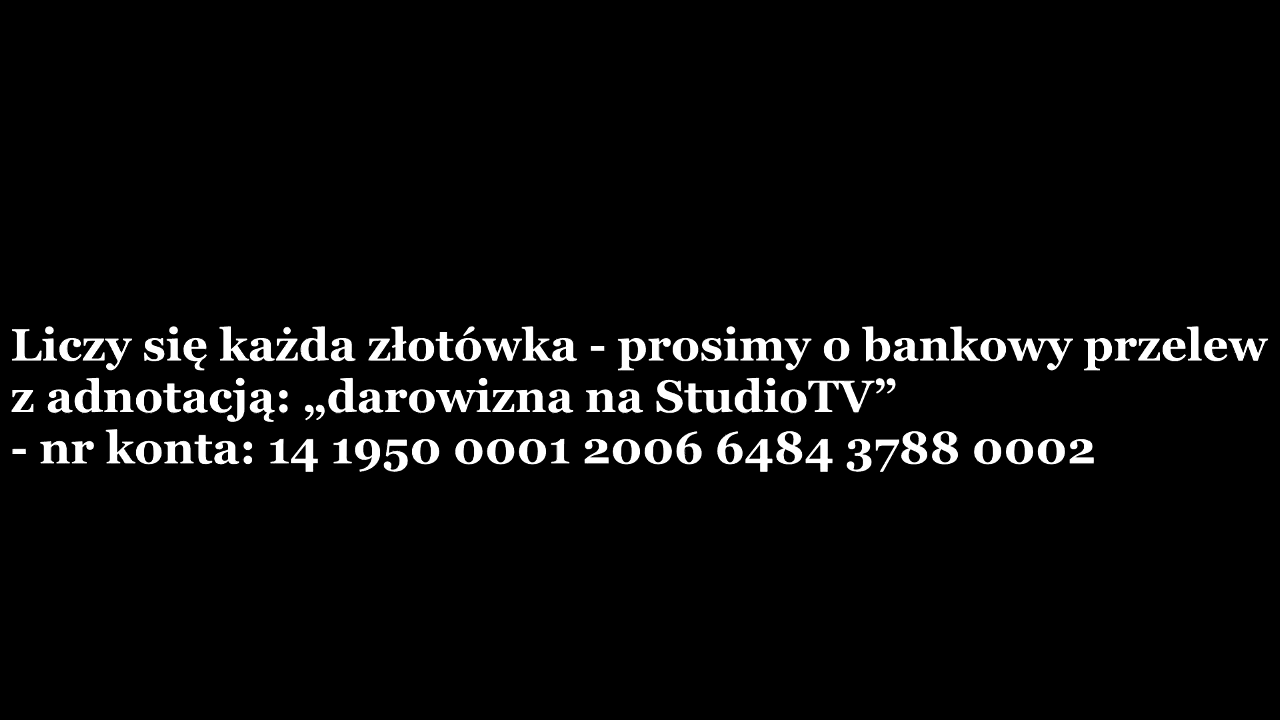 Liczy się każda złotówka - prosimy o bankowy przelew
z adnotacją: „darowizna na StudioTV”
- nr konta: 14 1950 0001 2006 6484 3788 0002